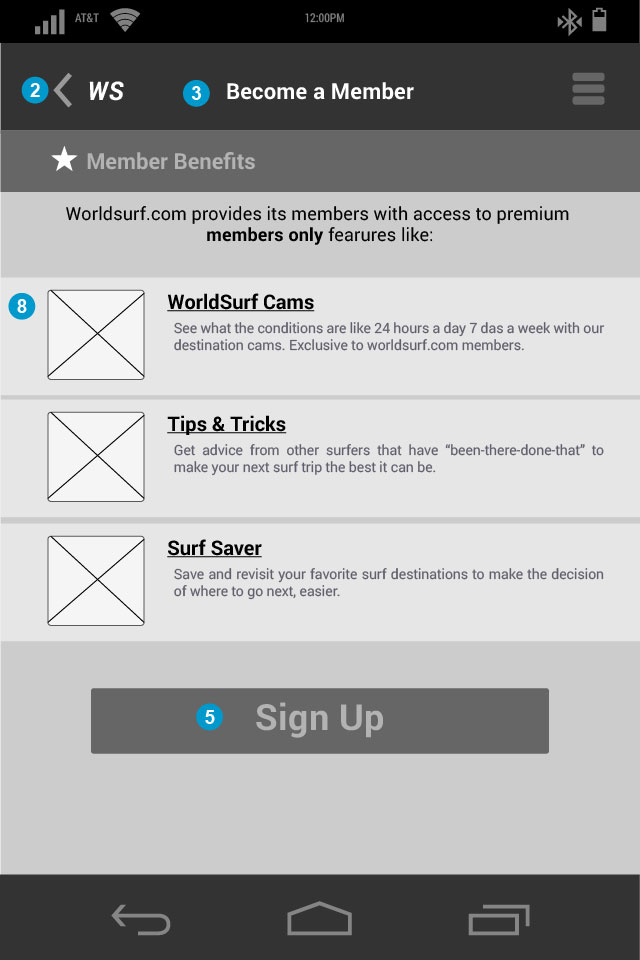 AT&T 12:00PM
2 WS 3 Become a Member
Member Benefits
Worldsurf.com provides its members with access to premium
members only fearures like:
8 WorldSurf Cams
See what the conditions are like 24 hours a day 7 das a week with our
destination cams. Exclusive to worldsurf.com members.
Tips & Tricks
Get advice from other surfers that have “been-there-done-that” to
make your next surf trip the best it can be.
Surf Saver
Save and revisit your favorite surf destinations to make the decision
of where to go next, easier.
5 Sign Up